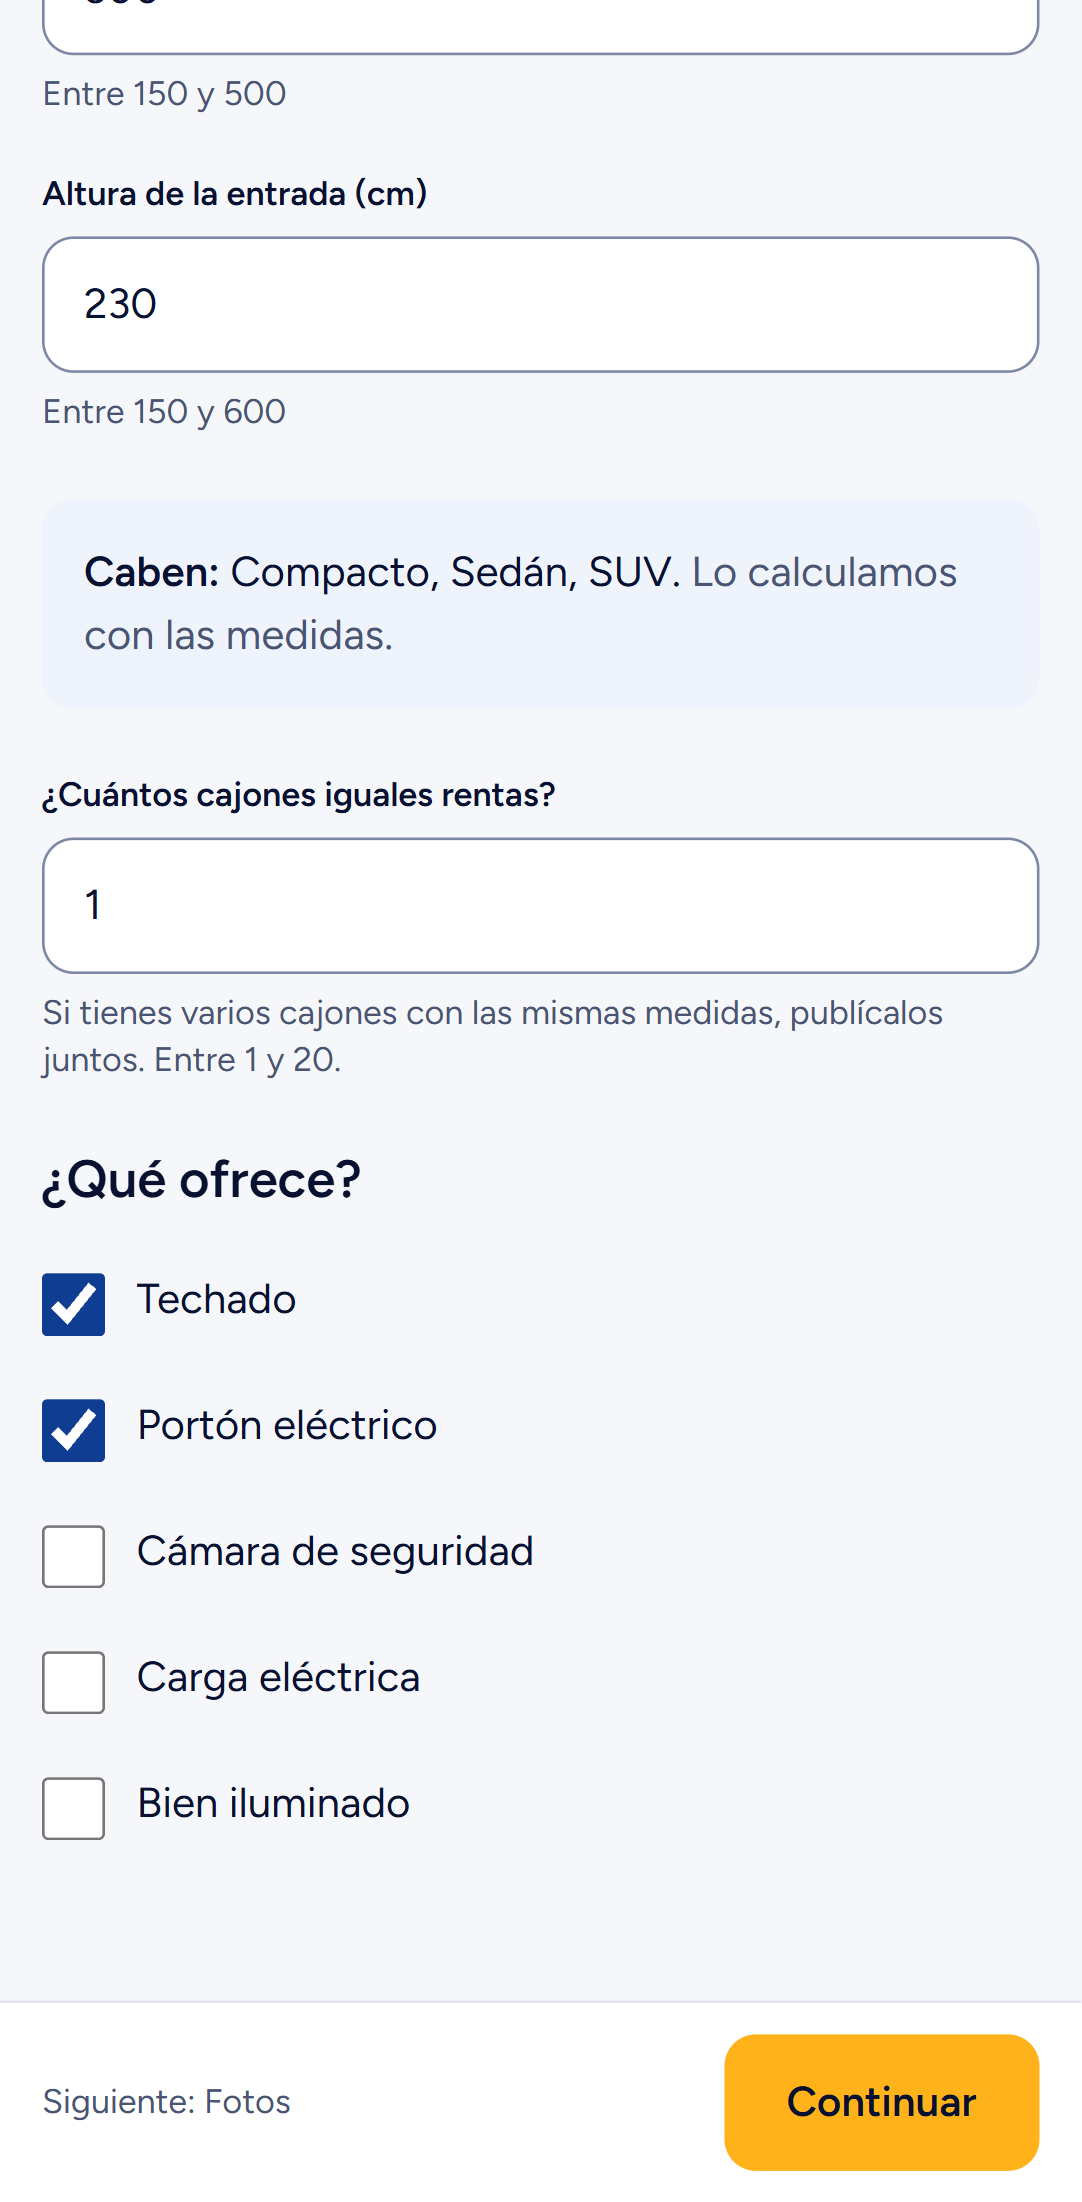 Entre 150 y 500
Altura de la entrada (cm)
230
Entre 150 y 600
Caben: Compacto, Sedán, SUV. Lo calculamos
con las medidas.
¿Cuántos cajones iguales rentas?
1
Si tienes varios cajones con las mismas medidas, publícalos
juntos. Entre 1 y 20.
¿Qué ofrece?
Techado
Portón eléctrico
Cámara de seguridad
Carga eléctrica
Bien iluminado
Siguiente: Fotos
Continuar